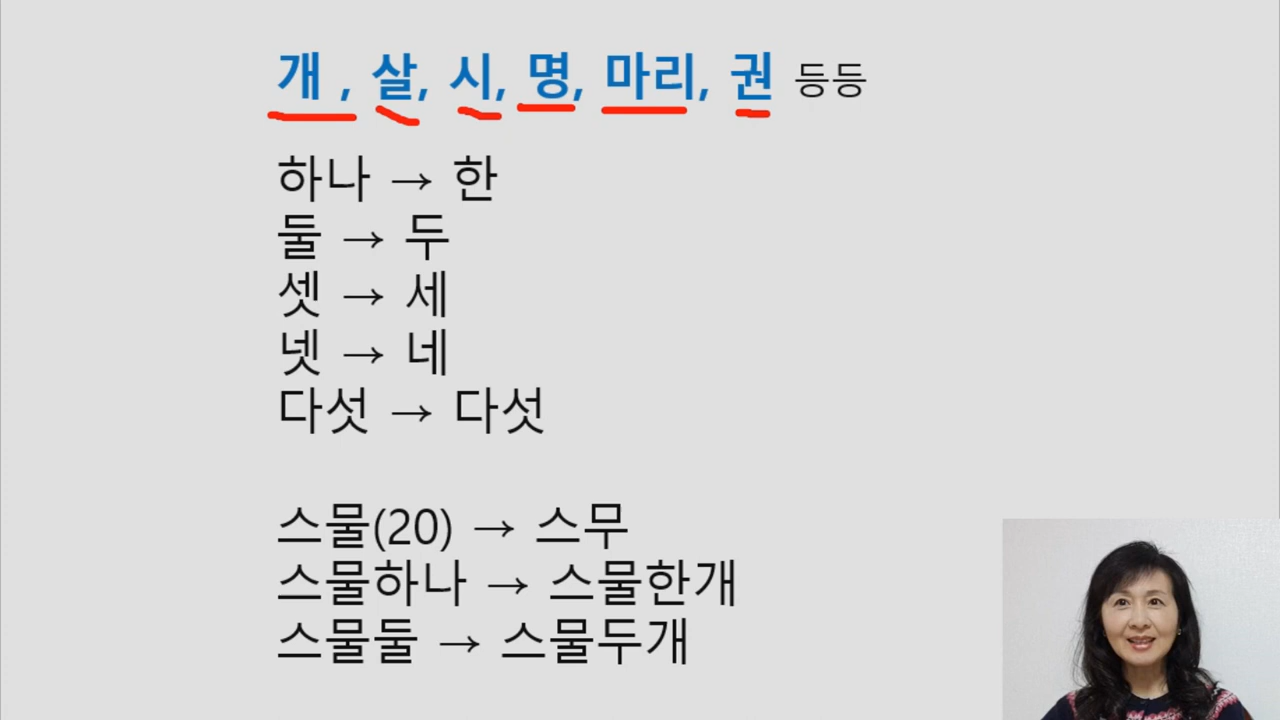 개 , 살, 시, 명, 마리, 권 등등
하나 → 한
둘 → 두
셋 → 세
넷 → 네
다섯 → 다섯
스물(20) → 스무
스물하나 → 스물한개
스물둘 → 스물두개